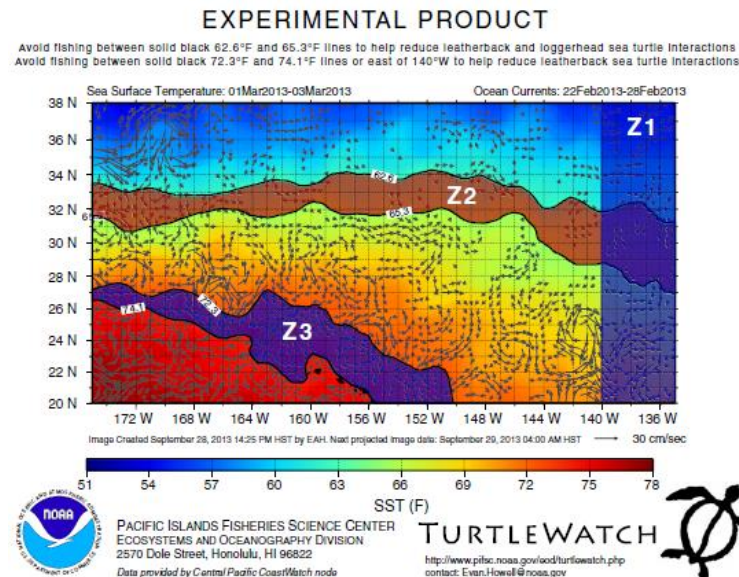 EXPERIMENTAL PRODUCT
Avoid fishing between solid black 62.6°F and 65.3°F lines to help reduce leatherback and loggerhead sea turtle interactions
Avoid fishing between solid black 72.3°F and 74.1°F lines or east of 140°W to help reduce leatherback sea turtle interactions
Sea Surface Temperature: 01Mar2013-03Mar2013 Ocean Currents: 22Feb2013-28Feb2013
38 N
36 N
34 N
32 N
30 N
28 N
26 N
24 N
22 N
20 N
Z1
62.6
Z2
65.3
74.1
72.3
Z3
172 W 168 W 164 W 160 W 156 W 152 W 148 W 144 W 140 W 136 W
Image Created September 28, 2013 14:25 PM HST by EAH. Next projected image date: September 29, 2013 04:00 AM HST 30 cm/sec
51 54 57 60 63 66 69 72 75 78
SST (F)
NOAA
PACIFIC ISLANDS FISHERIES SCIENCE CENTER
ECOSYSTEMS AND OCEANOGRAPHY DIVISION
2570 Dole Street, Honolulu, HI 96822
Data provided by Central Pacific CoastWatch node
TURTLEWATCH
http://www.pifsc.noaa.gov/eod/turtlewatch.php
contact: Evan.Howell@noaa.gov